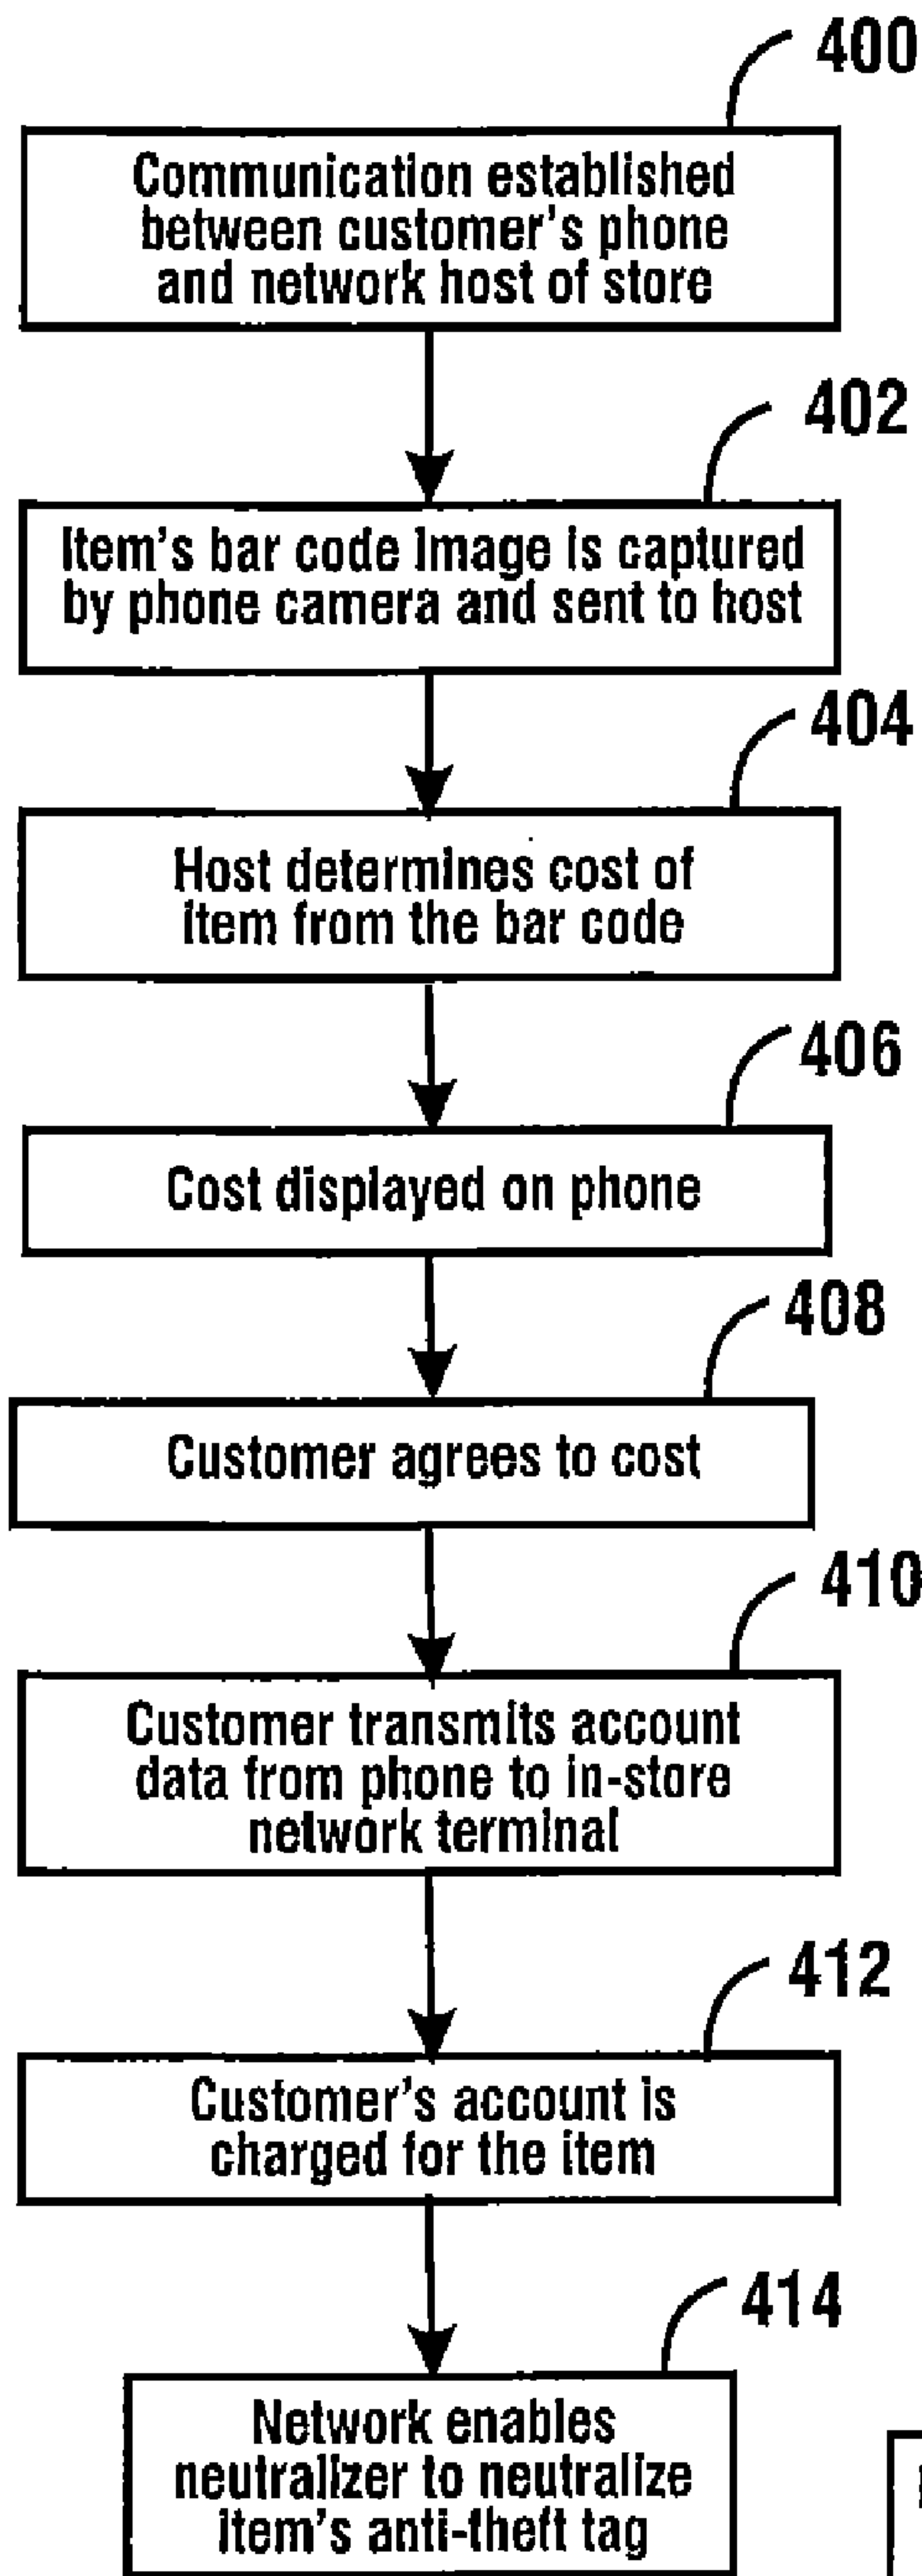 400
Communication established
between customer's phone
and network host of store
402
Item's bar code image is captured
by phone camera and sent to host
404
Host determines cost of
item from the bar code
406
Cost displayed on phone
408
Customer agrees to cost
410
Customer transmits account
data from phone to in-store
network terminal
412
Customer's account is
charged for the item
414
Network enables
neutralizer to neutralize
item's anti-theft tag